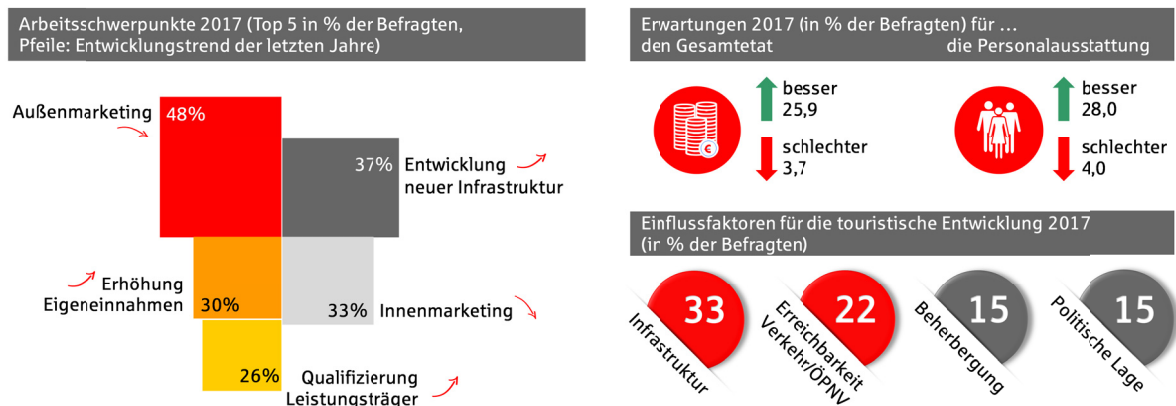 Arbeitsschwerpunkte 2017 (Top 5 in % der Befragten,
Pfeile: Entwicklungstrend der letzten Jahre)
Außenmarketing
48%
37%
Entwicklung
neuer Infrastruktur
Erhöhung
Eigeneinnahmen
30%
33%
Innenmarketing
26%
Qualifizierung
Leistungsträger
Erwartungen 2017 (in % der Befragten) für ...
den Gesamtetat
die Personalausstattung
besser
25,9
schlechter
3,7
€
besser
28,0
schlechter
4,0
Einflussfaktoren für die touristische Entwicklung 2017
(in % der Befragten)
33
Infrastruktur
22
Erreichbarkeit
Verkehr/ÖPNV
15
Beherbergung
15
Politische Lage